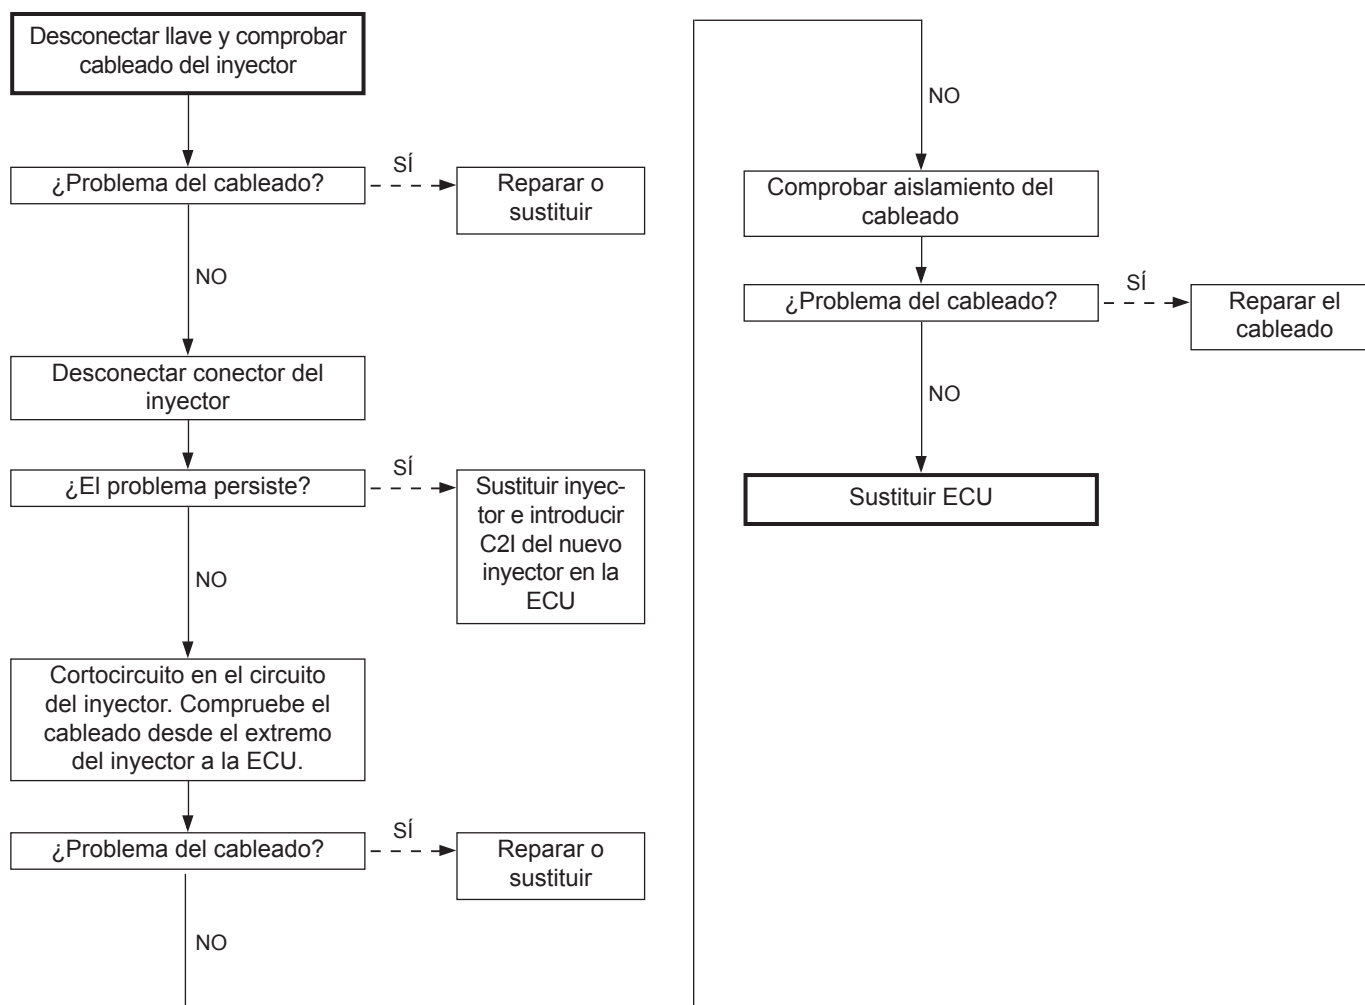 Desconectar llave y comprobar
cableado del inyector
¿Problema del cableado?
SÍ
Reparar o
sustituir
NO
Desconectar conector del
inyector
¿El problema persiste?
SÍ
Sustituir inyec-
tor e introducir
C2I del nuevo
inyector en la
ECU
NO
Cortocircuito en el circuito
del inyector. Compruebe el
cableado desde el extremo
del inyector a la ECU.
¿Problema del cableado?
SÍ
Reparar o
sustituir
NO
NO
Comprobar aislamiento del
cableado
¿Problema del cableado?
SÍ
Reparar el
cableado
NO
Sustituir ECU